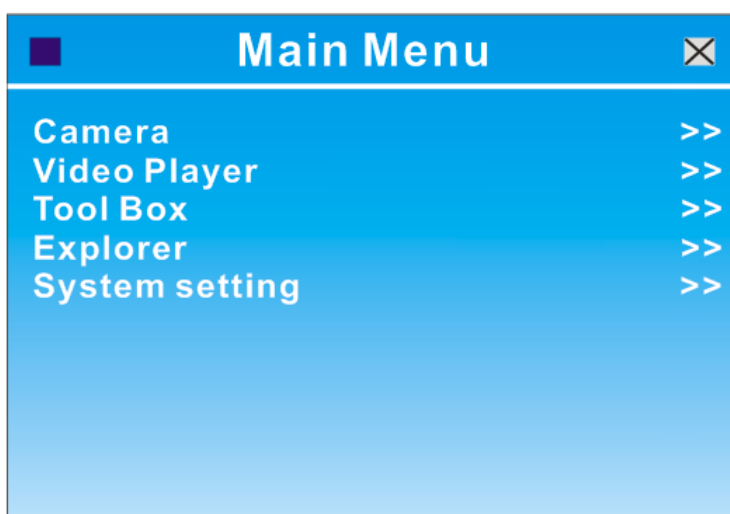 Main Menu
Camera >>
Video Player >>
Tool Box >>
Explorer >>
System setting >>